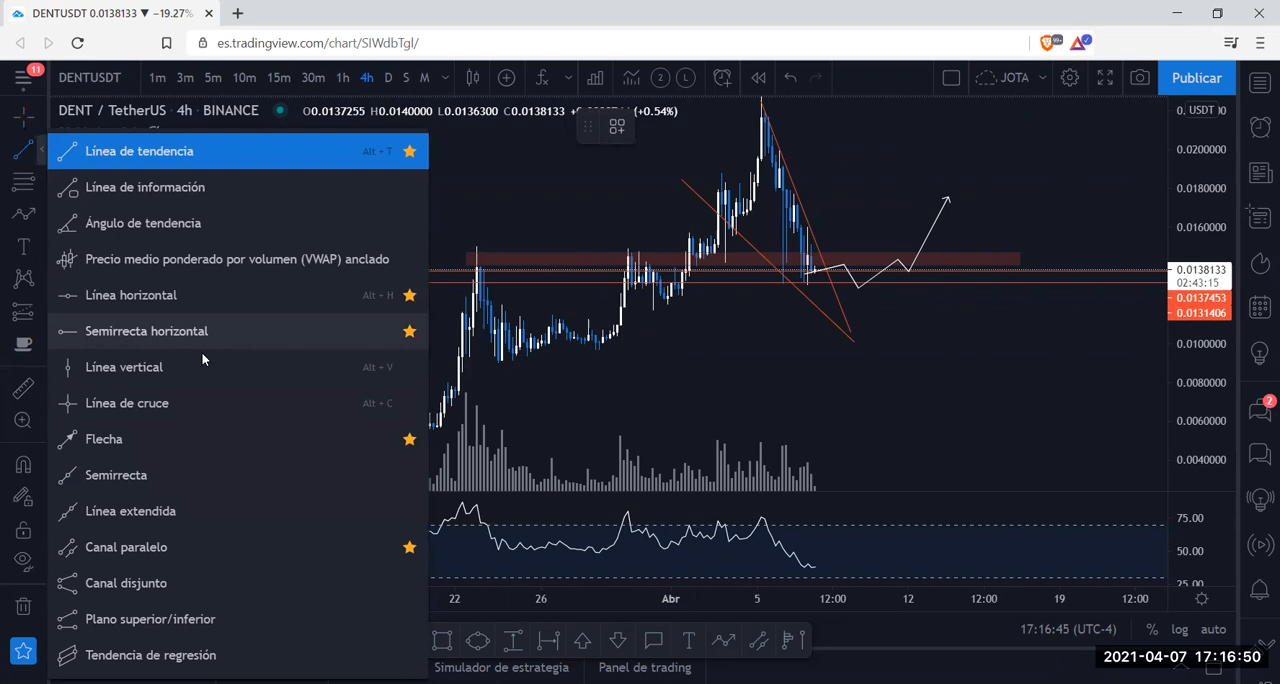 DENTUSDT 0.0138133 ▼ −19.27%
es.tradingview.com/chart/SIWdbTgl/
99+
11
DENTUSDT 1m 3m 5m 10m 15m 30m 1h 4h D S M
2 L
JOTA
Publicar
DENT / TetherUS · 4h · BINANCE
O0.0137255 H0.0140000 L0.0136300 C0.0138133
(+0.54%)
USDT
Línea de tendencia Alt + T
Línea de información
Ángulo de tendencia
Precio medio ponderado por volumen (VWAP) anclado
Línea horizontal Alt + H
Semirrecta horizontal
Línea vertical Alt + V
Línea de cruce Alt + C
Flecha
Semirrecta
Línea extendida
Canal paralelo
Canal disjunto
Plano superior/inferior
Tendencia de regresión
0.0200000
0.0180000
0.0160000
0.0138133
02:43:15
0.0137453
0.0131406
0.0100000
0.0080000
0.0060000
0.0040000
75.00
50.00
25.00
2
22 26 Abr 5 12:00 12 12:00 19 12:00
17:16:45 (UTC-4) % log auto
Simulador de estrategia Panel de trading
2021-04-07 17:16:50